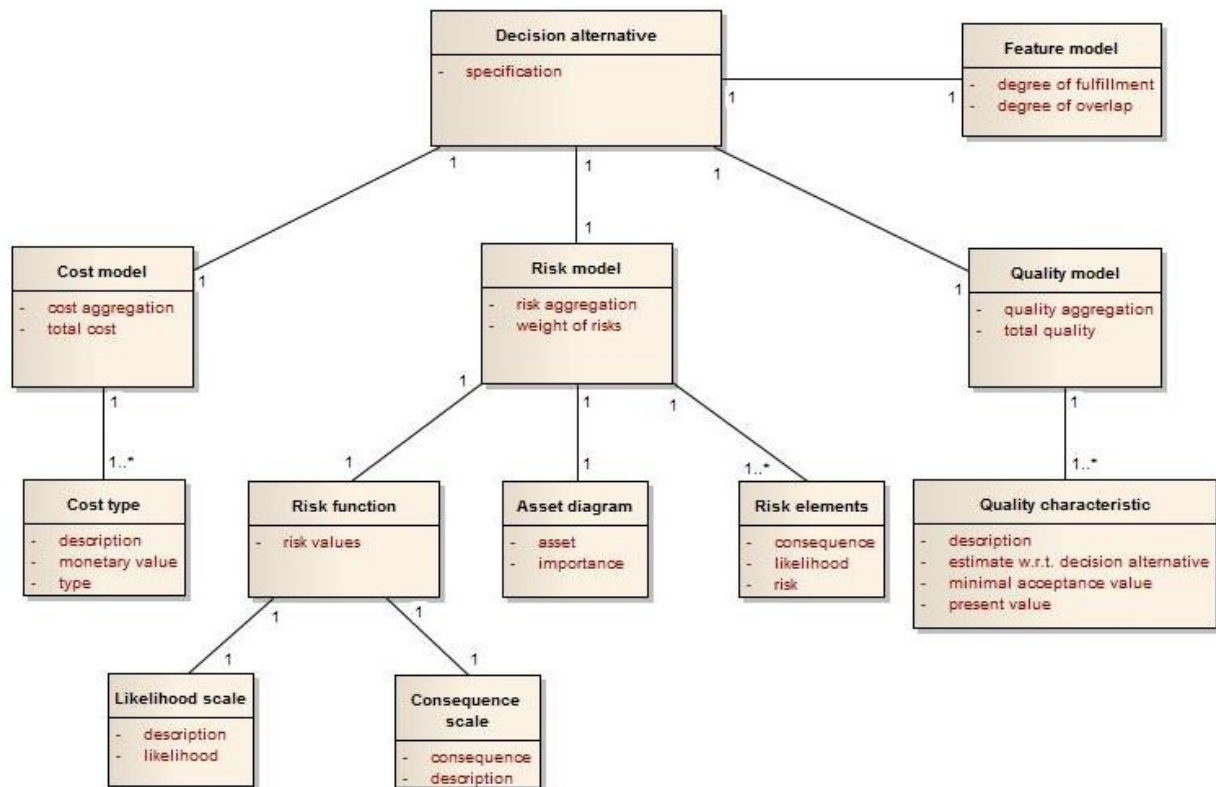 Decision alternative
- specification
Feature model
- degree of fulfillment
- degree of overlap
1
1
1
1
1
Cost model
- cost aggregation
- total cost
1
1
Risk model
- risk aggregation
- weight of risks
1
Quality model
- quality aggregation
- total quality
1
1
1
1
1
1
1..*
1
1
1..*
1..*
Cost type
- description
- monetary value
- type
Risk function
- risk values
Asset diagram
- asset
- importance
Risk elements
- consequence
- likelihood
- risk
Quality characteristic
- description
- estimate w.r.t. decision alternative
- minimal acceptance value
- present value
1
1
1
1
Likelihood scale
- description
- likelihood
Consequence
scale
- consequence
- description